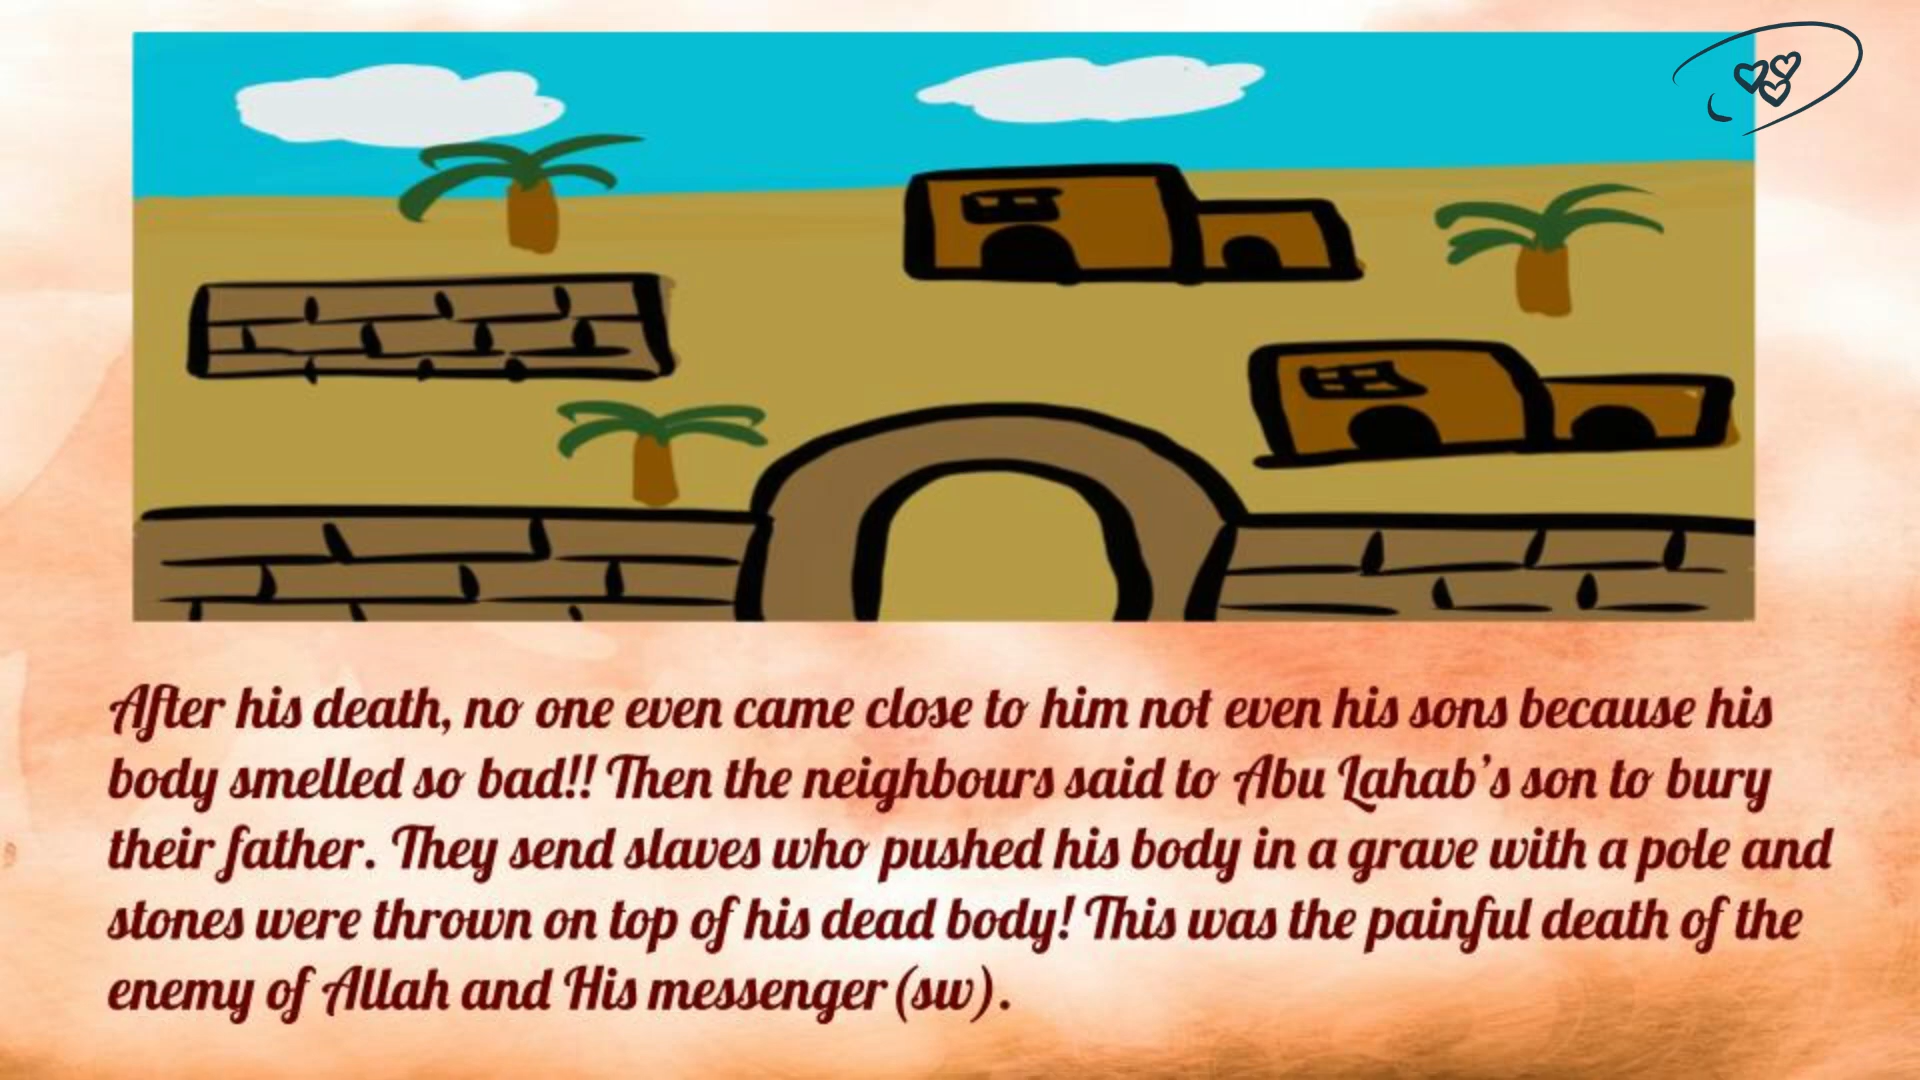 After his death, no one even came close to him not even his sons because his
body smelled so bad!! Then the neighbours said to Abu Lahab's son to bury
their father. They send slaves who pushed his body in a grave with a pole and
stones were thrown on top of his dead body! This was the painful death of the
enemy of Allah and His messenger (sw).